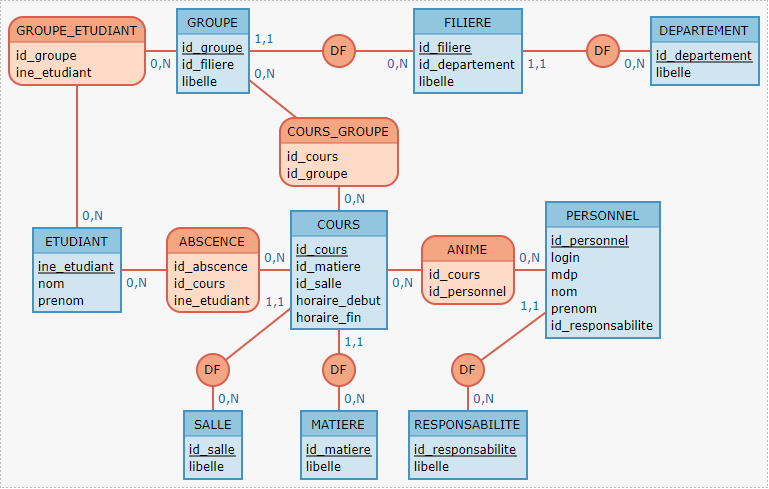 GROUPE_ETUDIANT
id_groupe
ine_etudiant
0,N
GROUPE
id_groupe
id_filiere
libelle
1,1
DF
0,N
FILIERE
id_filiere
id_departement
libelle
1,1
DF
0,N
DEPARTEMENT
id_departement
libelle
0,N
COURS_GROUPE
id_cours
id_groupe
0,N
0,N
ETUDIANT
ine_etudiant
nom
prenom
0,N
ABSCENCE
id_abscence
id_cours
ine_etudiant
0,N
COURS
id_cours
id_matiere
id_salle
horaire_debut
horaire_fin
0,N
ANIME
id_cours
id_personnel
0,N
PERSONNEL
id_personnel
login
mdp
nom
prenom
id_responsabilite
1,1
DF
0,N
SALLE
id_salle
libelle
1,1
DF
0,N
MATIERE
id_matiere
libelle
1,1
DF
0,N
RESPONSABILITE
id_responsabilite
libelle